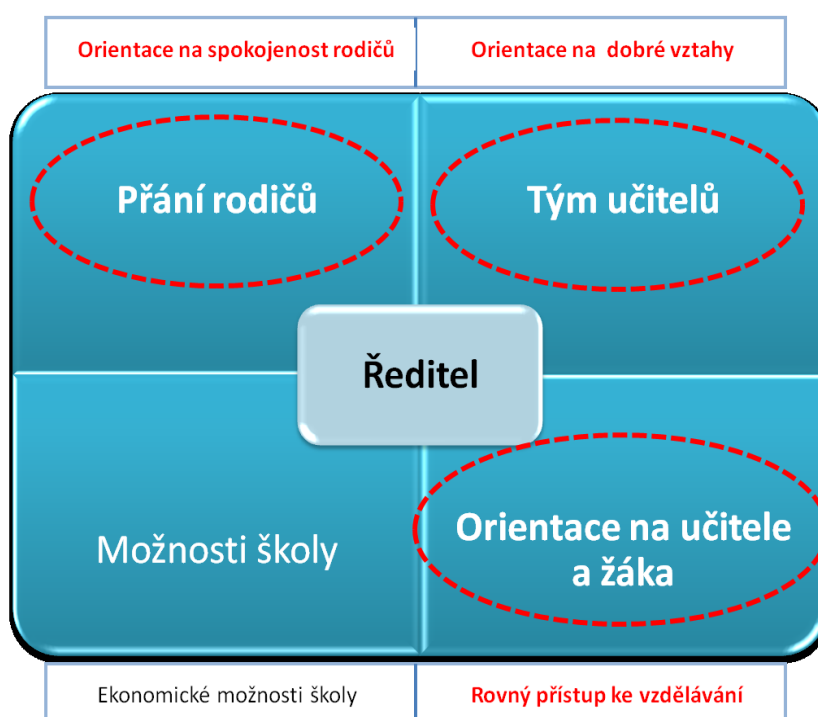 Orientace na spokojenost rodičů
Orientace na dobré vztahy
Přání rodičů
Tým učitelů
Ředitel
Možnosti školy
Orientace na učitele
a žáka
Ekonomické možnosti školy
Rovný přístup ke vzdělávání